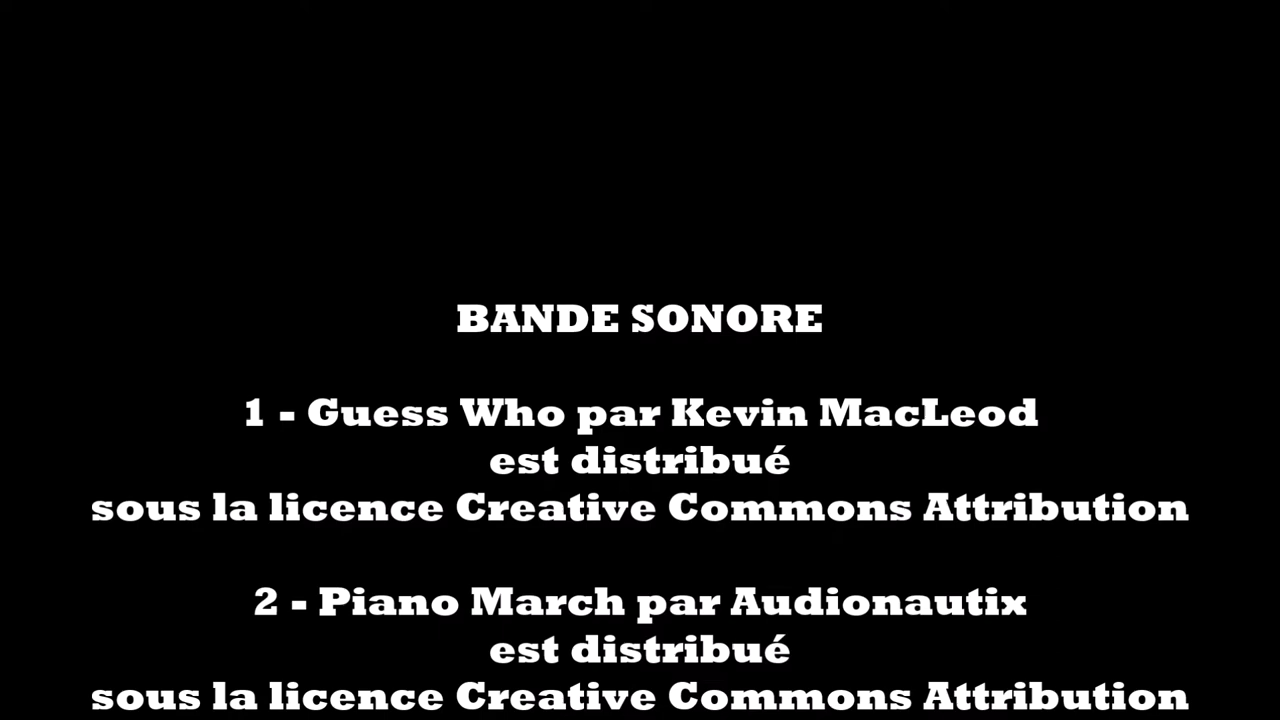 BANDE SONORE
1 - Guess Who par Kevin MacLeod
est distribué
sous la licence Creative Commons Attribution
2 - Piano March par Audionautix
est distribué
sous la licence Creative Commons Attribution